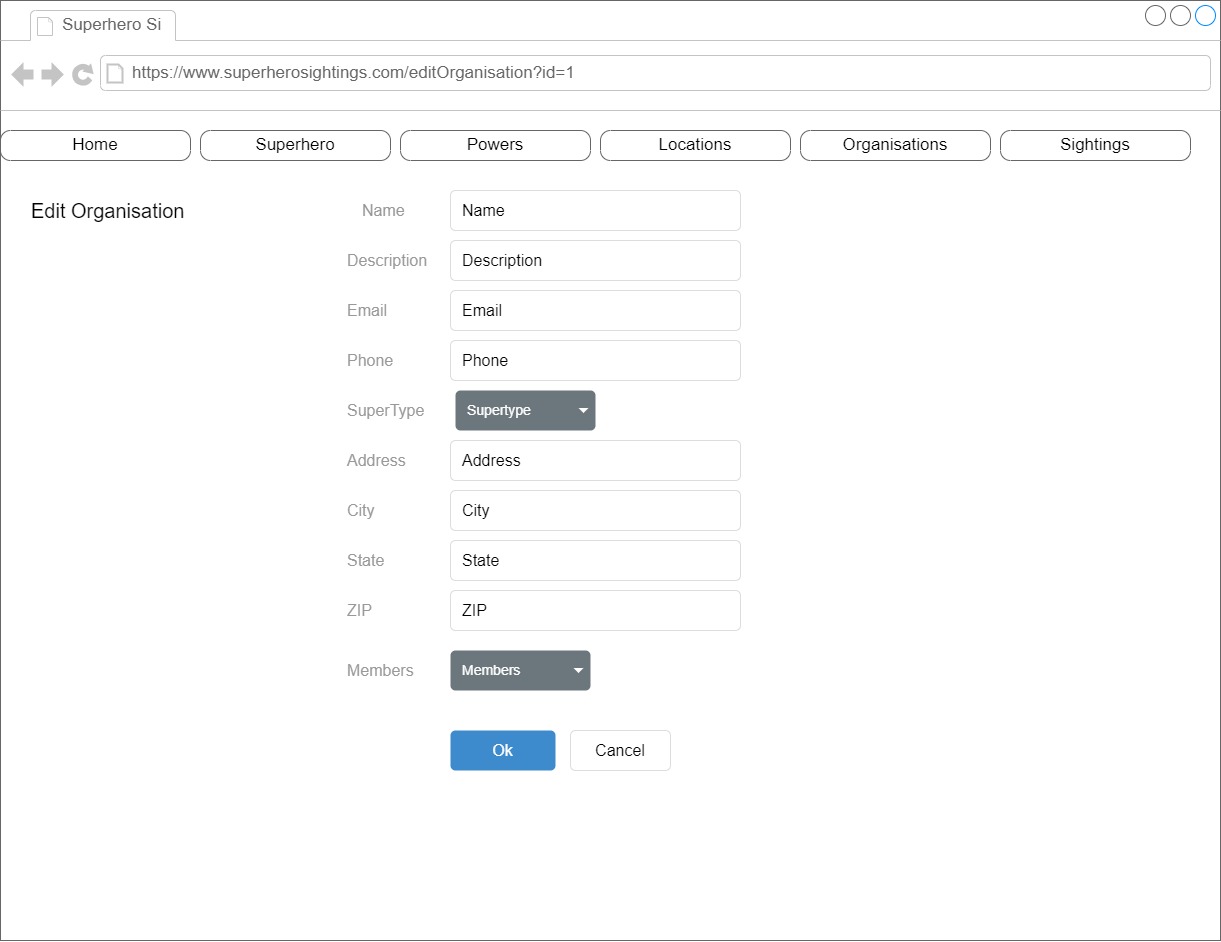 Superhero Si
https://www.superherosightings.com/editOrganisation?id=1
Home Superhero Powers Locations Organisations Sightings
Edit Organisation
Name Name
Description Description
Email Email
Phone Phone
SuperType Supertype
Address Address
City City
State State
ZIP ZIP
Members Members
Ok Cancel